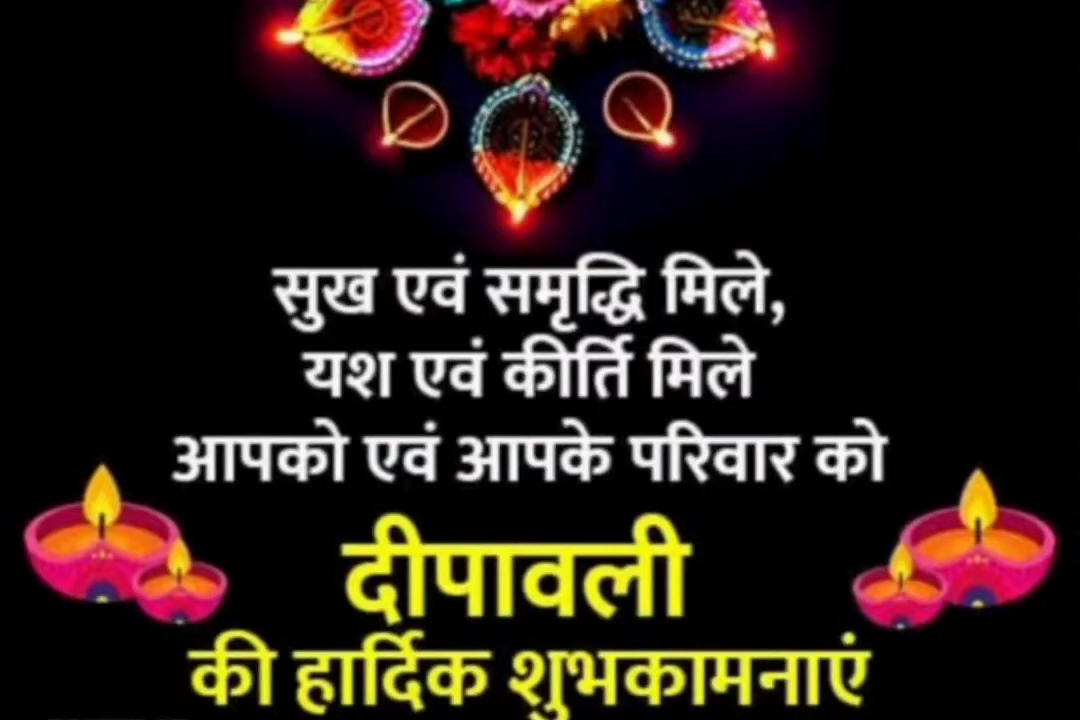 सुख एवं समृद्धि मिले,
यश एवं कीर्ति मिले
आपको एवं आपके परिवार को
दीपावली
की हार्दिक शुभकामनाएं